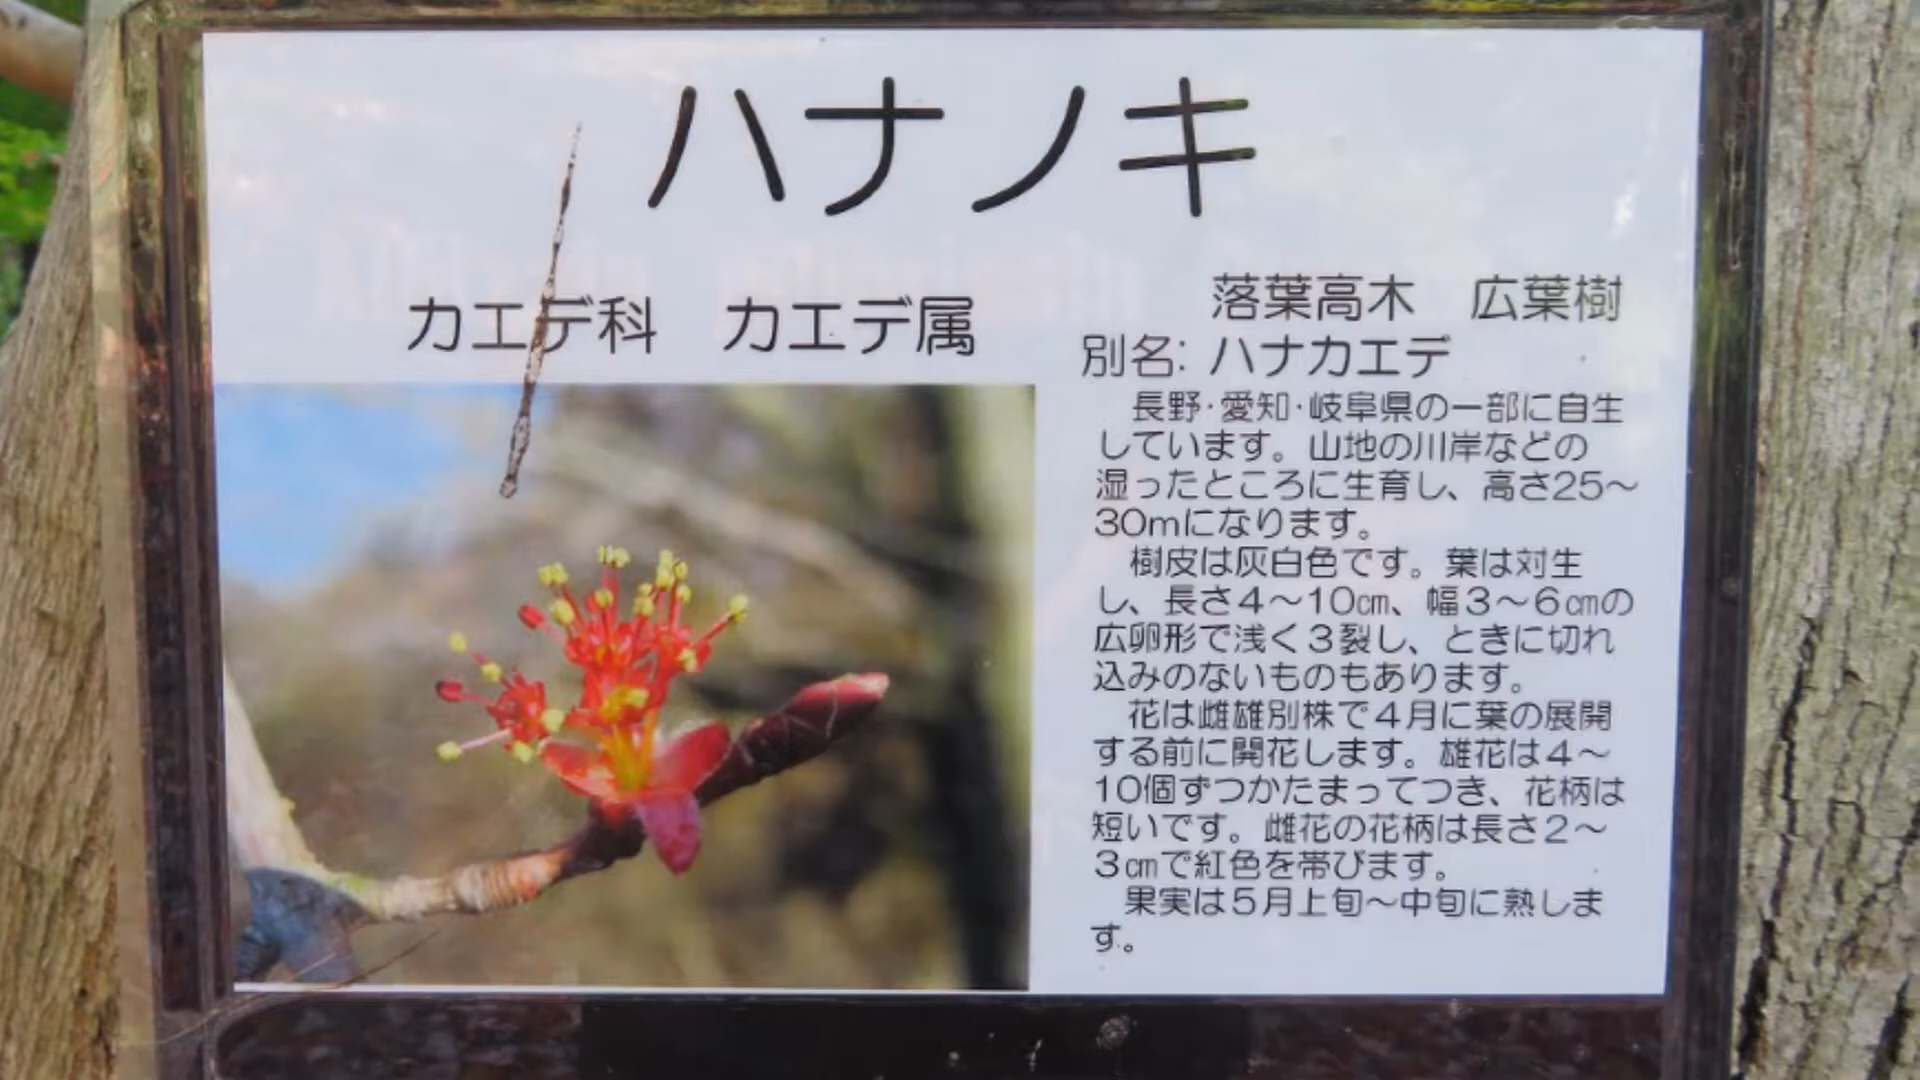 ハナノキ
カエデ科　カエデ属
落葉高木　広葉樹
別名: ハナカエデ
　長野・愛知・岐阜県の一部に自生
しています。山地の川岸などの
湿ったところに生育し、高さ25～
30mになります。
　樹皮は灰白色です。葉は対生
し、長さ４～10㎝、幅３～６㎝の
広卵形で浅く３裂し、ときに切れ
込みのないものもあります。
　花は雌雄別株で４月に葉の展開
する前に開花します。雄花は４～
10個ずつかたまってつき、花柄は
短いです。雌花の花柄は長さ２～
３㎝で紅色を帯びます。
　果実は５月上旬～中旬に熟しま
す。